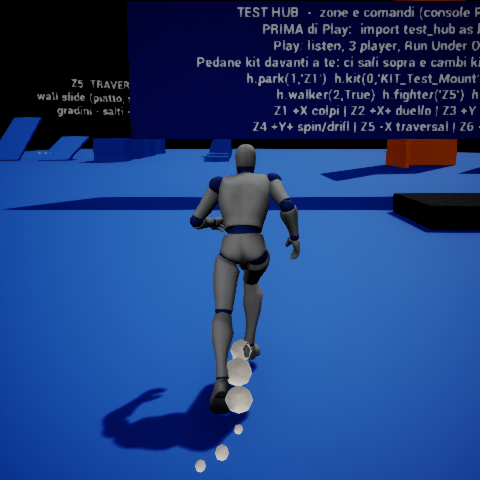 TEST HUB - zone e comandi (console P
PRIMA di Play: import test_hub as
Play: listen, 3 player, Run Under O
Pedane kit davanti a te: ci sali sopra e cambi ki
h.park(1,'Z1') h.kit(0,'KIT_Test_Mount'
h.walker(2,True) h.fighter('Z5') h.
Z1 +X colpi | Z2 +X+ duello | Z3 +Y
Z4 +Y+ spin/drill | Z5 -X traversal | Z6 -
Z5 TRAVER
wall slide (piatto, s
gradini - salti -